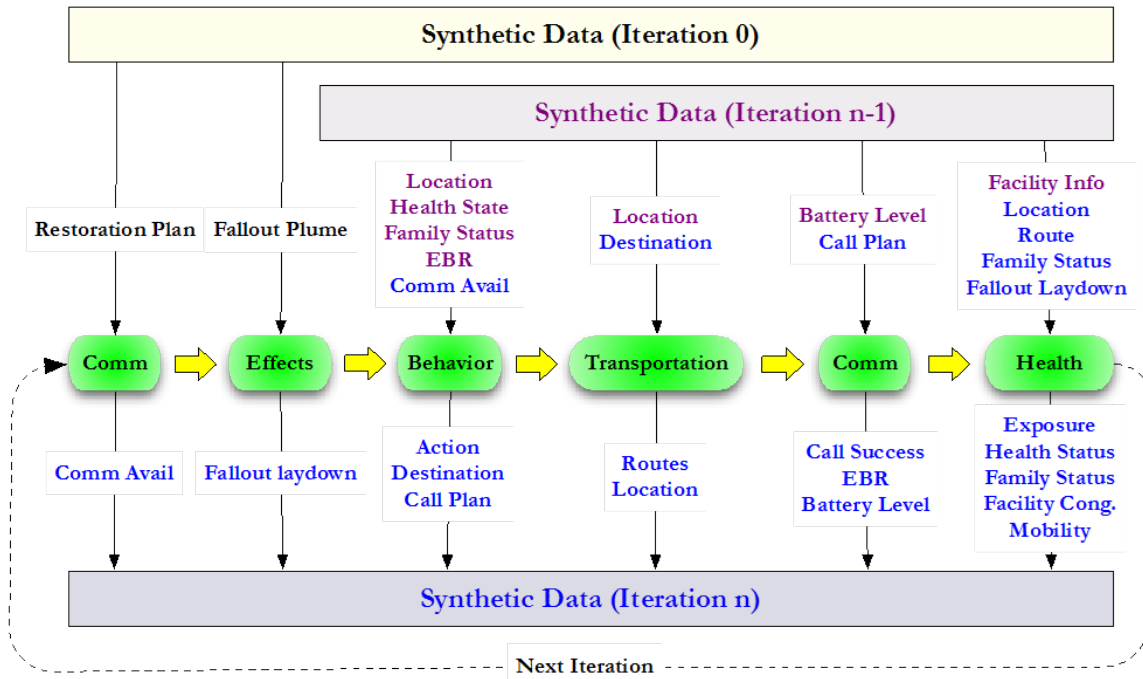 Synthetic Data (Iteration 0)
Synthetic Data (Iteration n-1)
Restoration Plan
Fallout Plume
Location
Health State
Family Status
EBR
Comm Avail
Location
Destination
Battery Level
Call Plan
Facility Info
Location
Route
Family Status
Fallout Laydown
Comm
Effects
Behavior
Transportation
Comm
Health
Comm Avail
Fallout laydown
Action
Destination
Call Plan
Routes
Location
Call Success
EBR
Battery Level
Exposure
Health Status
Family Status
Facility Cong.
Mobility
Synthetic Data (Iteration n)
Next Iteration